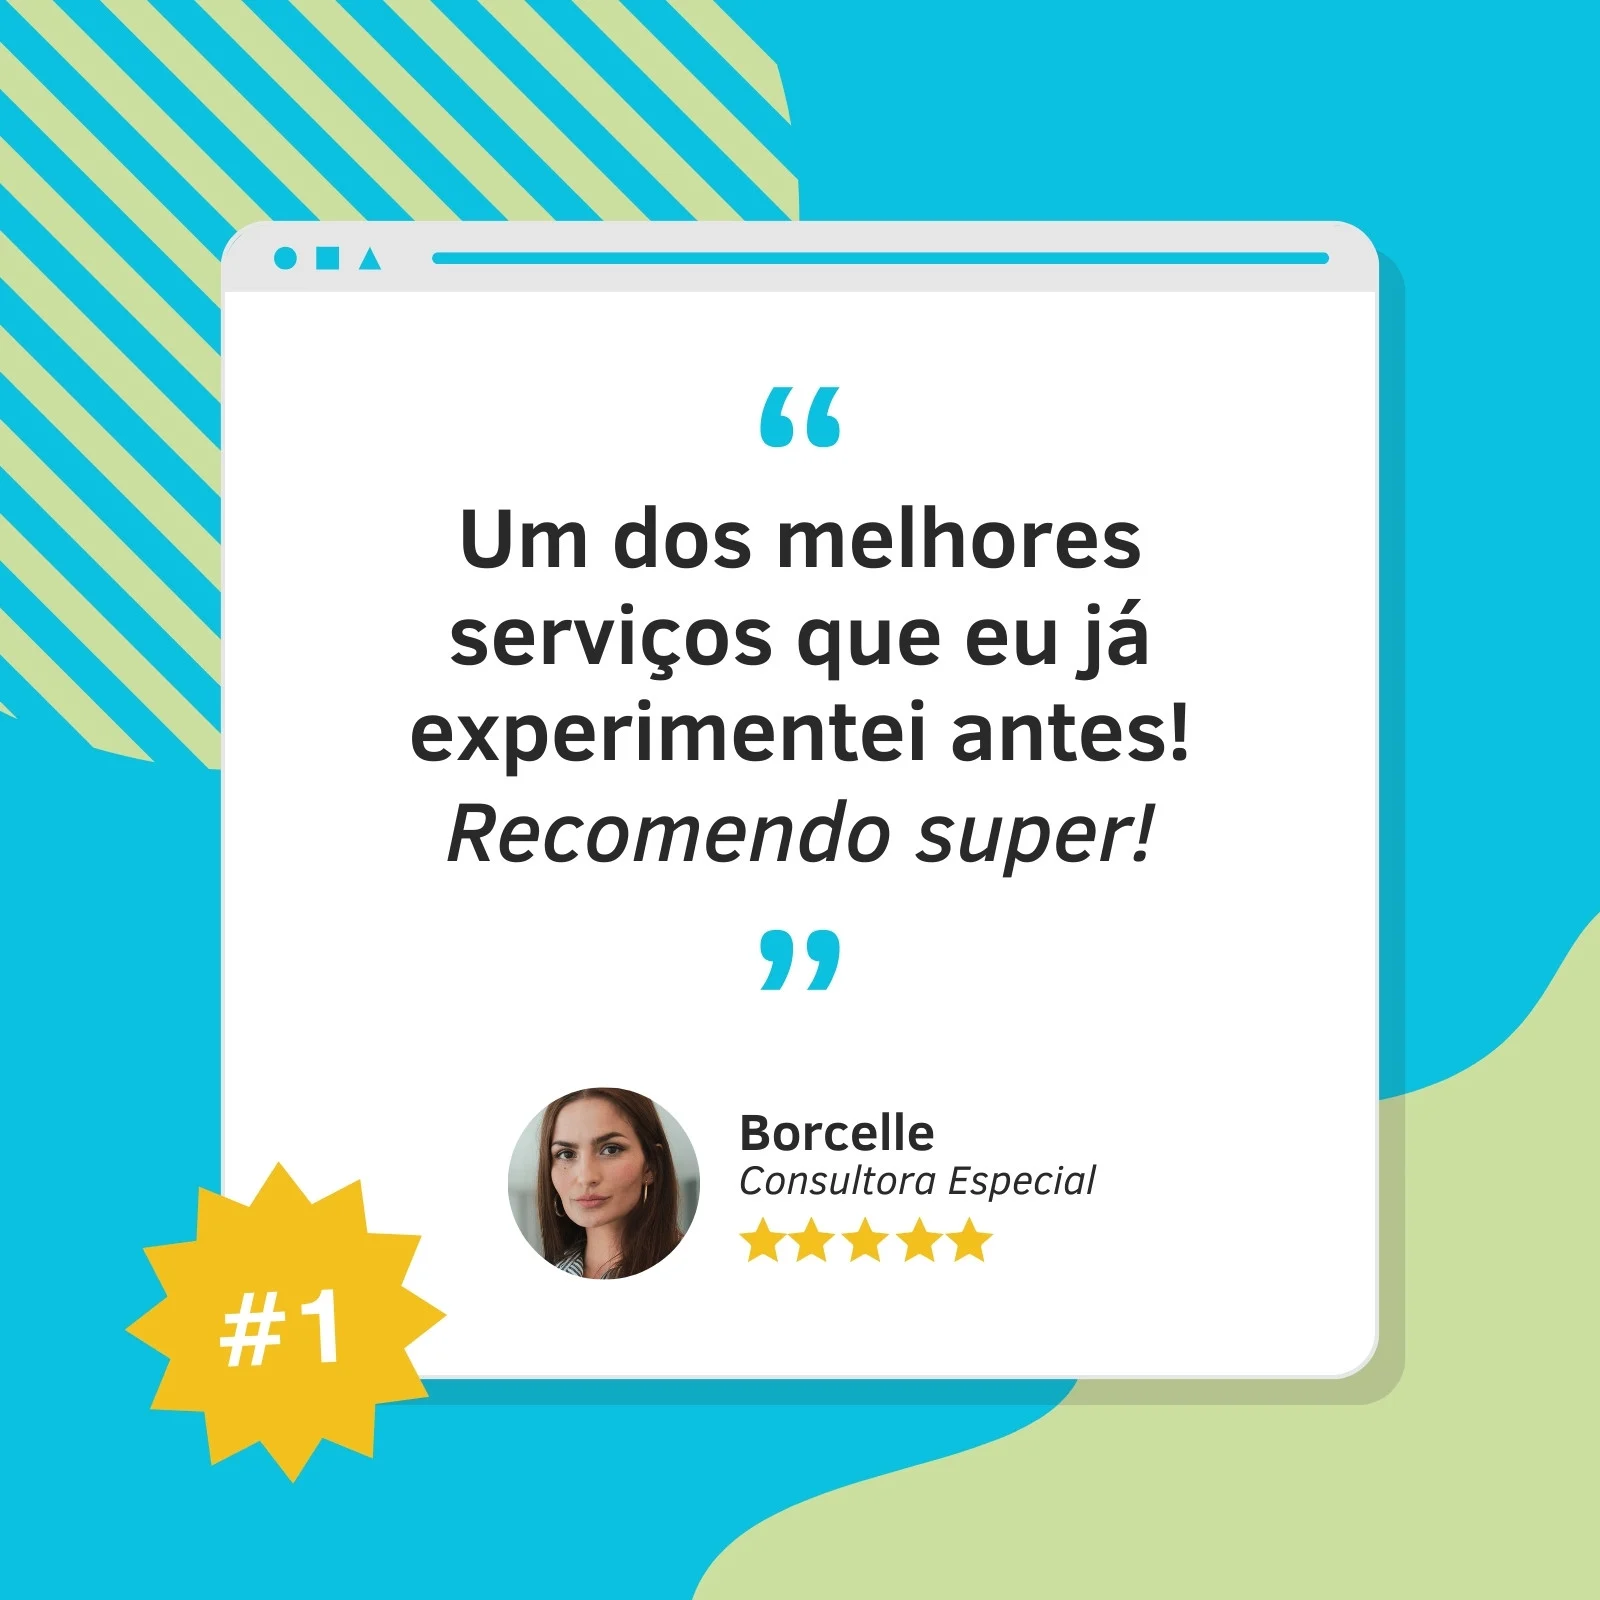 “
Um dos melhores
serviços que eu já
experimentei antes!
Recomendo super!
”
Borcelle
Consultora Especial
#1